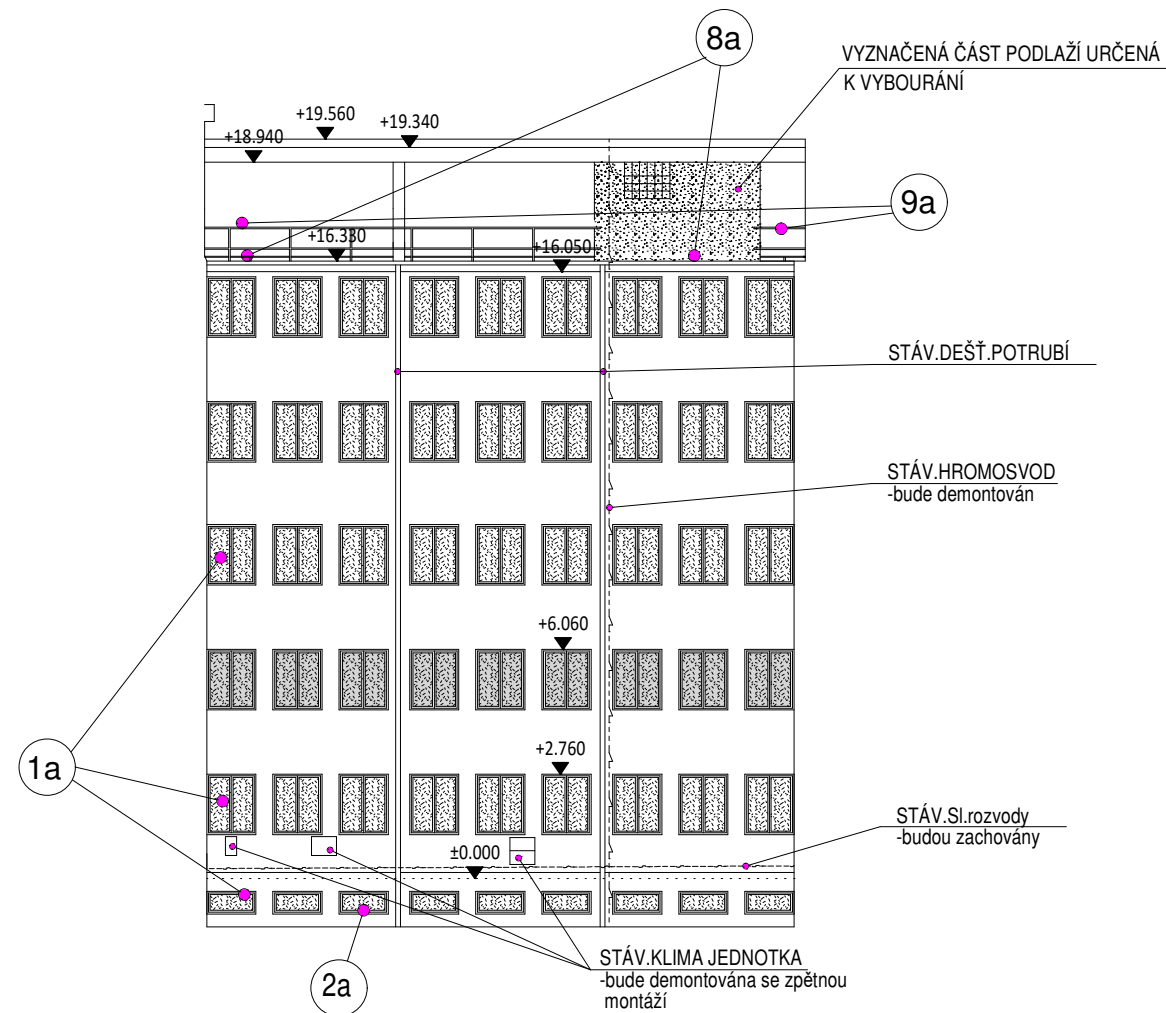 8a
VYZNAČENÁ ČÁST PODLAŽÍ URČENÁ
K VYBOURÁNÍ
+19.560
+19.340
+18.940
9a
+16.330
+16.050
STÁV.DEŠŤ.POTRUBÍ
STÁV.HROMOSVOD
-bude demontován
+6.060
1a
+2.760
STÁV.Sl.rozvody
-budou zachovány
±0.000
STÁV.KLIMA JEDNOTKA
-bude demontována se zpětnou
montáží
2a